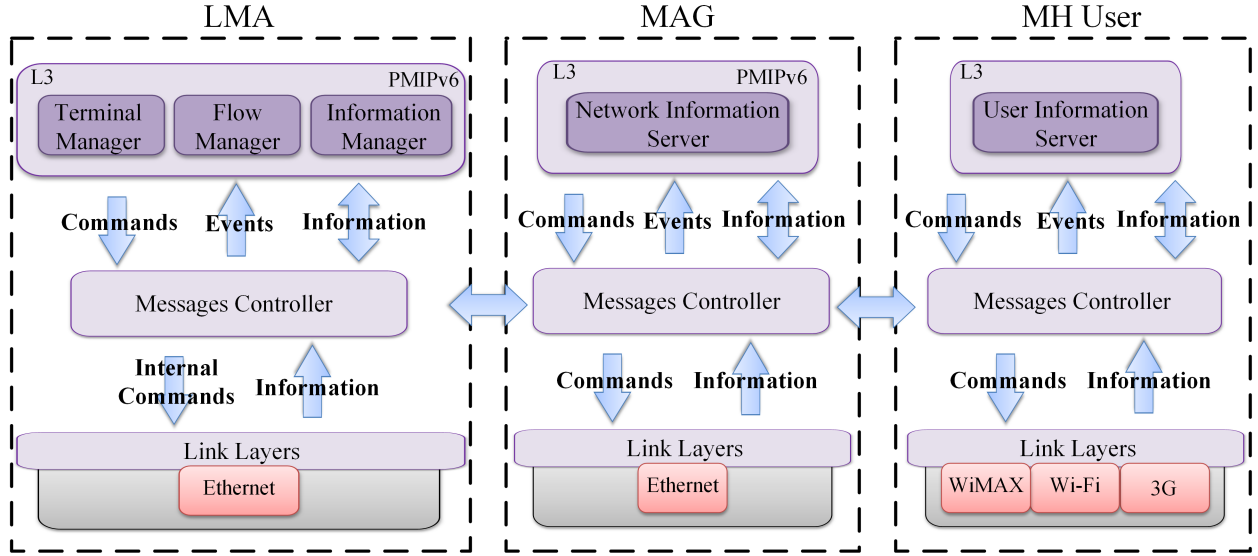 LMA
L3
PMIPv6
Terminal
Manager
Flow
Manager
Information
Manager
Commands
Events
Information
Messages Controller
Internal
Commands
Information
Link Layers
Ethernet
MAG
L3
PMIPv6
Network Information
Server
Commands
Events
Information
Messages Controller
Commands
Information
Link Layers
Ethernet
MH User
L3
User Information
Server
Commands
Events
Information
Messages Controller
Commands
Information
Link Layers
WiMAX
Wi-Fi
3G